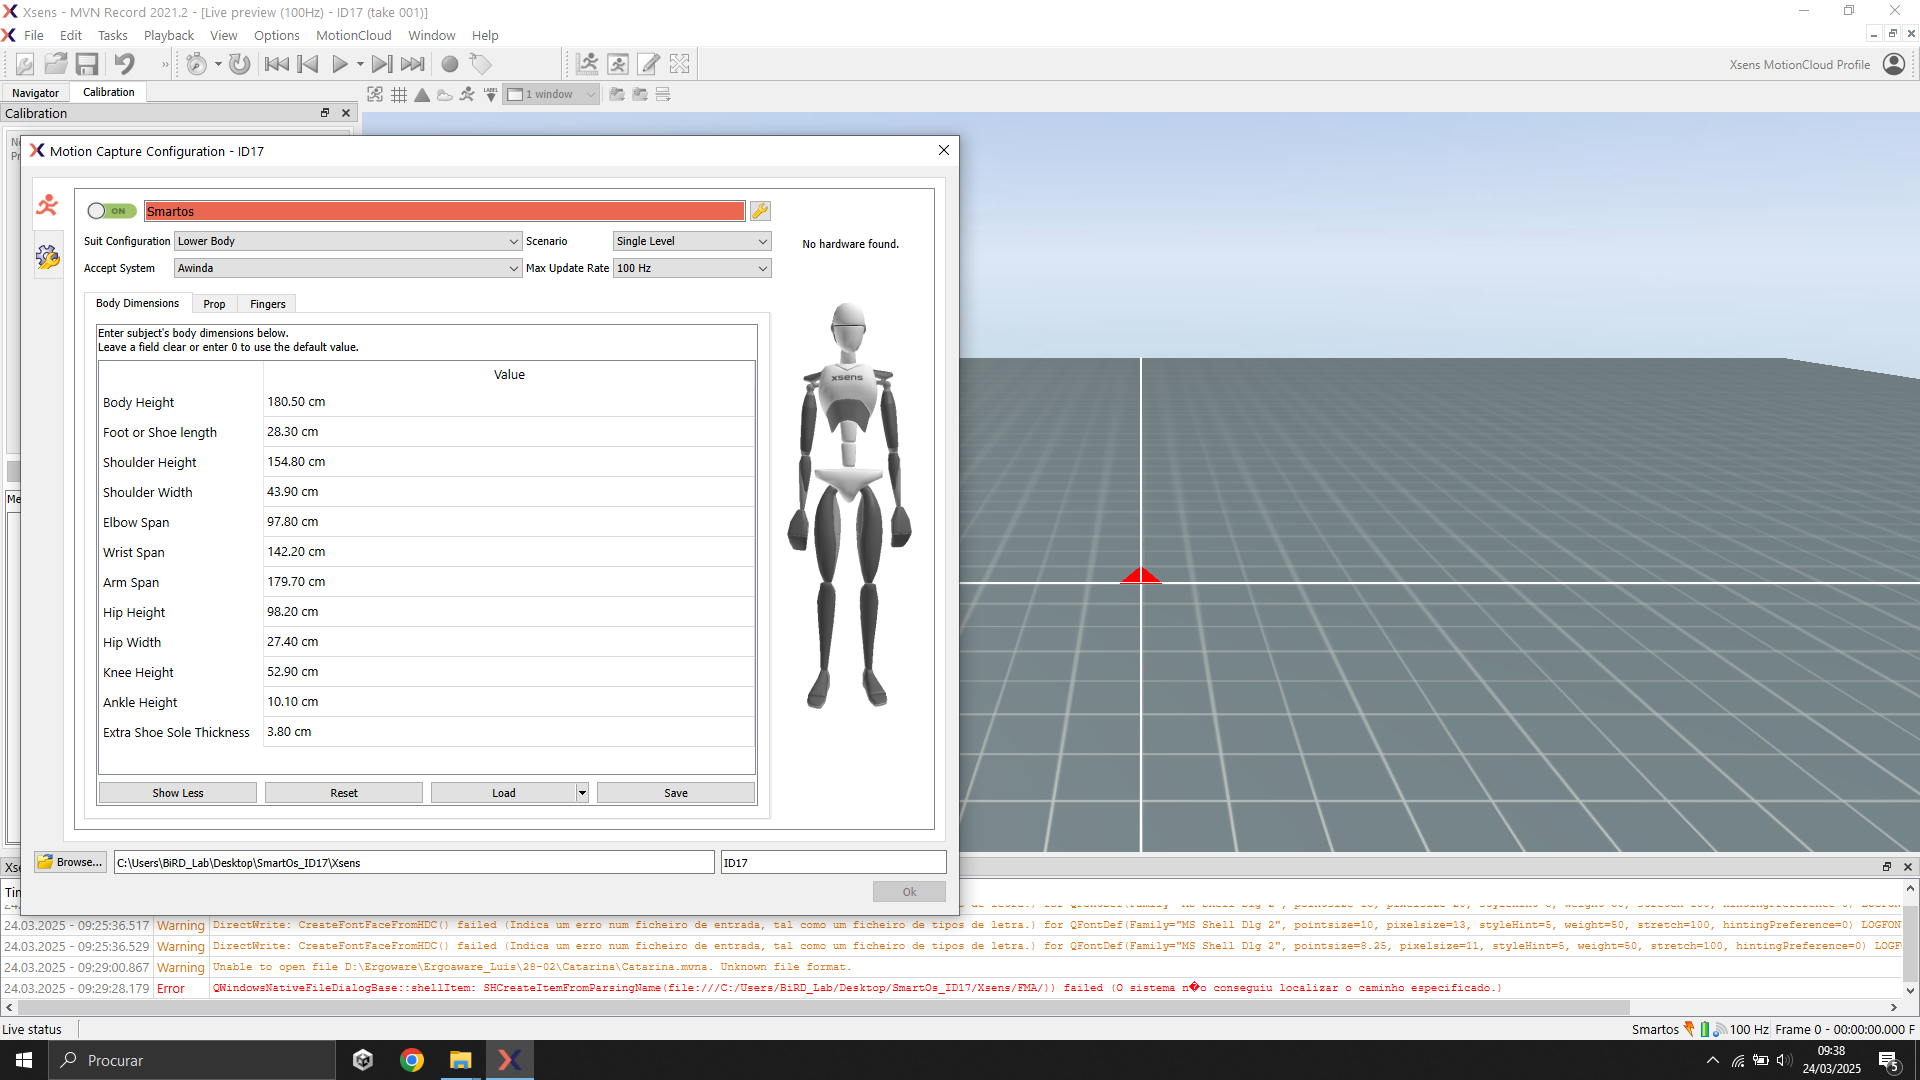 Xsens - MVN Record 2021.2 - [Live preview (100Hz) - ID17 (take 001)]
File Edit Tasks Playback View Options MotionCloud Window Help
Xsens MotionCloud Profile
Navigator Calibration
LABEL
1 window
Calibration
Motion Capture Configuration - ID17
ON Smartos
Suit Configuration Lower Body Scenario Single Level
No hardware found.
Accept System Awinda Max Update Rate 100 Hz
Body Dimensions Prop Fingers
Enter subject's body dimensions below.
Leave a field clear or enter 0 to use the default value.
Value
xsens
Body Height 180.50 cm
Foot or Shoe length 28.30 cm
Shoulder Height 154.80 cm
Shoulder Width 43.90 cm
Elbow Span 97.80 cm
Wrist Span 142.20 cm
Arm Span 179.70 cm
Hip Height 98.20 cm
Hip Width 27.40 cm
Knee Height 52.90 cm
Ankle Height 10.10 cm
Extra Shoe Sole Thickness 3.80 cm
Show Less Reset Load Save
Browse... C:\Users\BiRD_Lab\Desktop\SmartOs_ID17\Xsens ID17
Ok
24.03.2025 - 09:25:36.517 Warning DirectWrite: CreateFontFaceFromHDC() failed (Indica um erro num ficheiro de entrada, tal como um ficheiro de tipos de letra.) for QFontDef(Family="MS Shell Dlg 2", pointsize=10, pixelsize=13, styleHint=5, weight=50, stretch=100, hintingPreference=0) LOGFON
24.03.2025 - 09:25:36.529 Warning DirectWrite: CreateFontFaceFromHDC() failed (Indica um erro num ficheiro de entrada, tal como um ficheiro de tipos de letra.) for QFontDef(Family="MS Shell Dlg 2", pointsize=8.25, pixelsize=11, styleHint=5, weight=50, stretch=100, hintingPreference=0) LOGF
24.03.2025 - 09:29:00.867 Warning Unable to open file D:\Ergoware\Ergoaware_Luis\28-02\Catarina\Catarina.mvna. Unknown file format.
24.03.2025 - 09:29:28.179 Error QWindowsNativeFileDialogBase::shellItem: SHCreateItemFromParsingName(file:///C:/Users/BiRD_Lab/Desktop/SmartOs_ID17/Xsens/FMA/)) failed (O sistema n�o conseguiu localizar o caminho especificado.)
Live status Smartos 100 Hz Frame 0 - 00:00:00.000 F
Procurar
09:38
24/03/2025
5